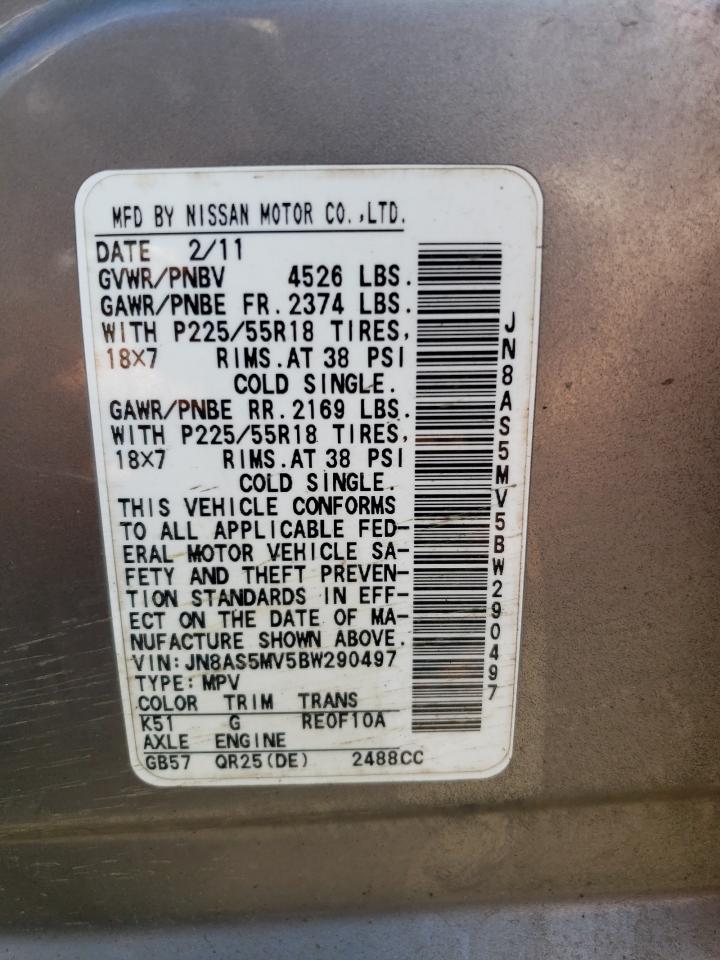 MFD BY NISSAN MOTOR CO.,LTD.
DATE 2/11
GVWR/PNBV 4526 LBS.
GAWR/PNBE FR.2374 LBS.
WITH P225/55R18 TIRES,
18X7 RIMS.AT 38 PSI
COLD SINGLE.
GAWR/PNBE RR.2169 LBS.
WITH P225/55R18 TIRES,
18X7 RIMS.AT 38 PSI
COLD SINGLE.
THIS VEHICLE CONFORMS
TO ALL APPLICABLE FED-
ERAL MOTOR VEHICLE SA-
FETY AND THEFT PREVEN-
TION STANDARDS IN EFF-
ECT ON THE DATE OF MA-
NUFACTURE SHOWN ABOVE.
VIN:JN8AS5MV5BW290497
TYPE:MPV
COLOR TRIM TRANS
K51 G RE0F10A
AXLE ENGINE
GB57 QR25(DE) 2488CC
JN8AS5MV5BW290497